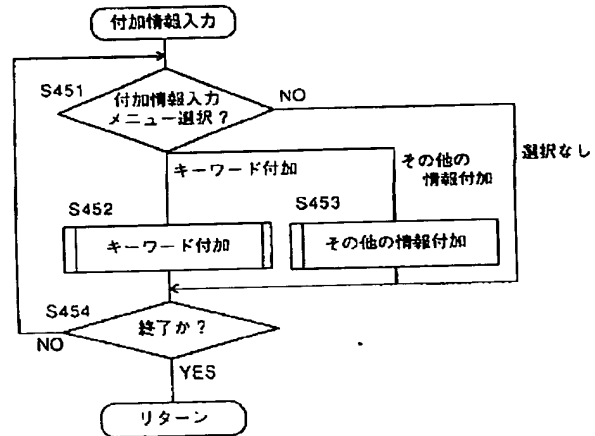 付加情報入力
S451
付加情報入力
メニュー選択？
NO
選択なし
キーワード付加
その他の
情報付加
S452
キーワード付加
S453
その他の情報付加
S454
終了か？
NO
YES
リターン